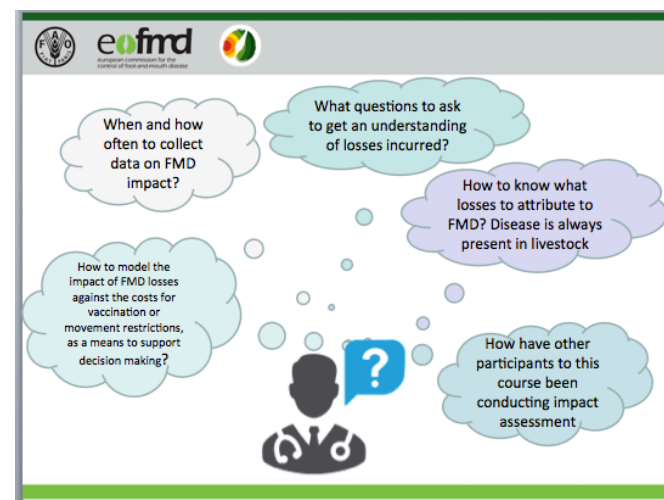 F A O
FIAT PANIS
eofmd
european commission for the
control of foot-and-mouth disease
When and how
often to collect
data on FMD
impact?
What questions to ask
to get an understanding
of losses incurred?
How to know what
losses to attribute to
FMD? Disease is always
present in livestock
How to model the
impact of FMD losses
against the costs for
vaccination or
movement restrictions,
as a means to support
decision making?
How have other
participants to this
course been
conducting impact
assessment
?